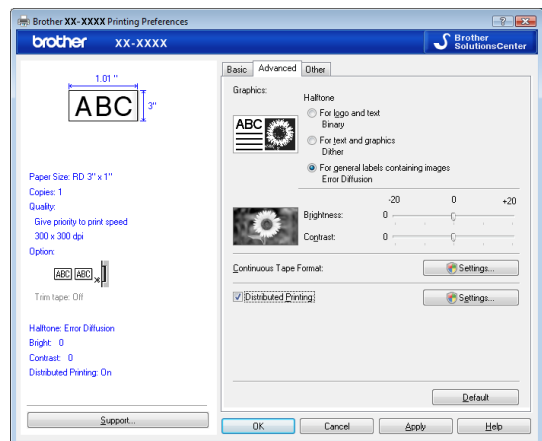 Brother XX-XXXX Printing Preferences
brother XX-XXXX
Brother
SolutionsCenter
1.01 "
ABC
3"
Paper Size: RD 3" x 1"
Copies: 1
Quality:
Give priority to print speed
300 x 300 dpi
Option:
ABC ABC
Trim tape: Off
Halftone: Error Diffusion
Bright: 0
Contrast: 0
Distributed Printing: On
Support...
Basic Advanced Other
Graphics:
ABC
Halftone
For logo and text
Binary
For text and graphics
Dither
For general labels containing images
Error Diffusion
-20 0 +20
Brightness: 0
Contrast: 0
Continuous Tape Format: Settings...
Distributed Printing: Settings...
Default
OK Cancel Apply Help